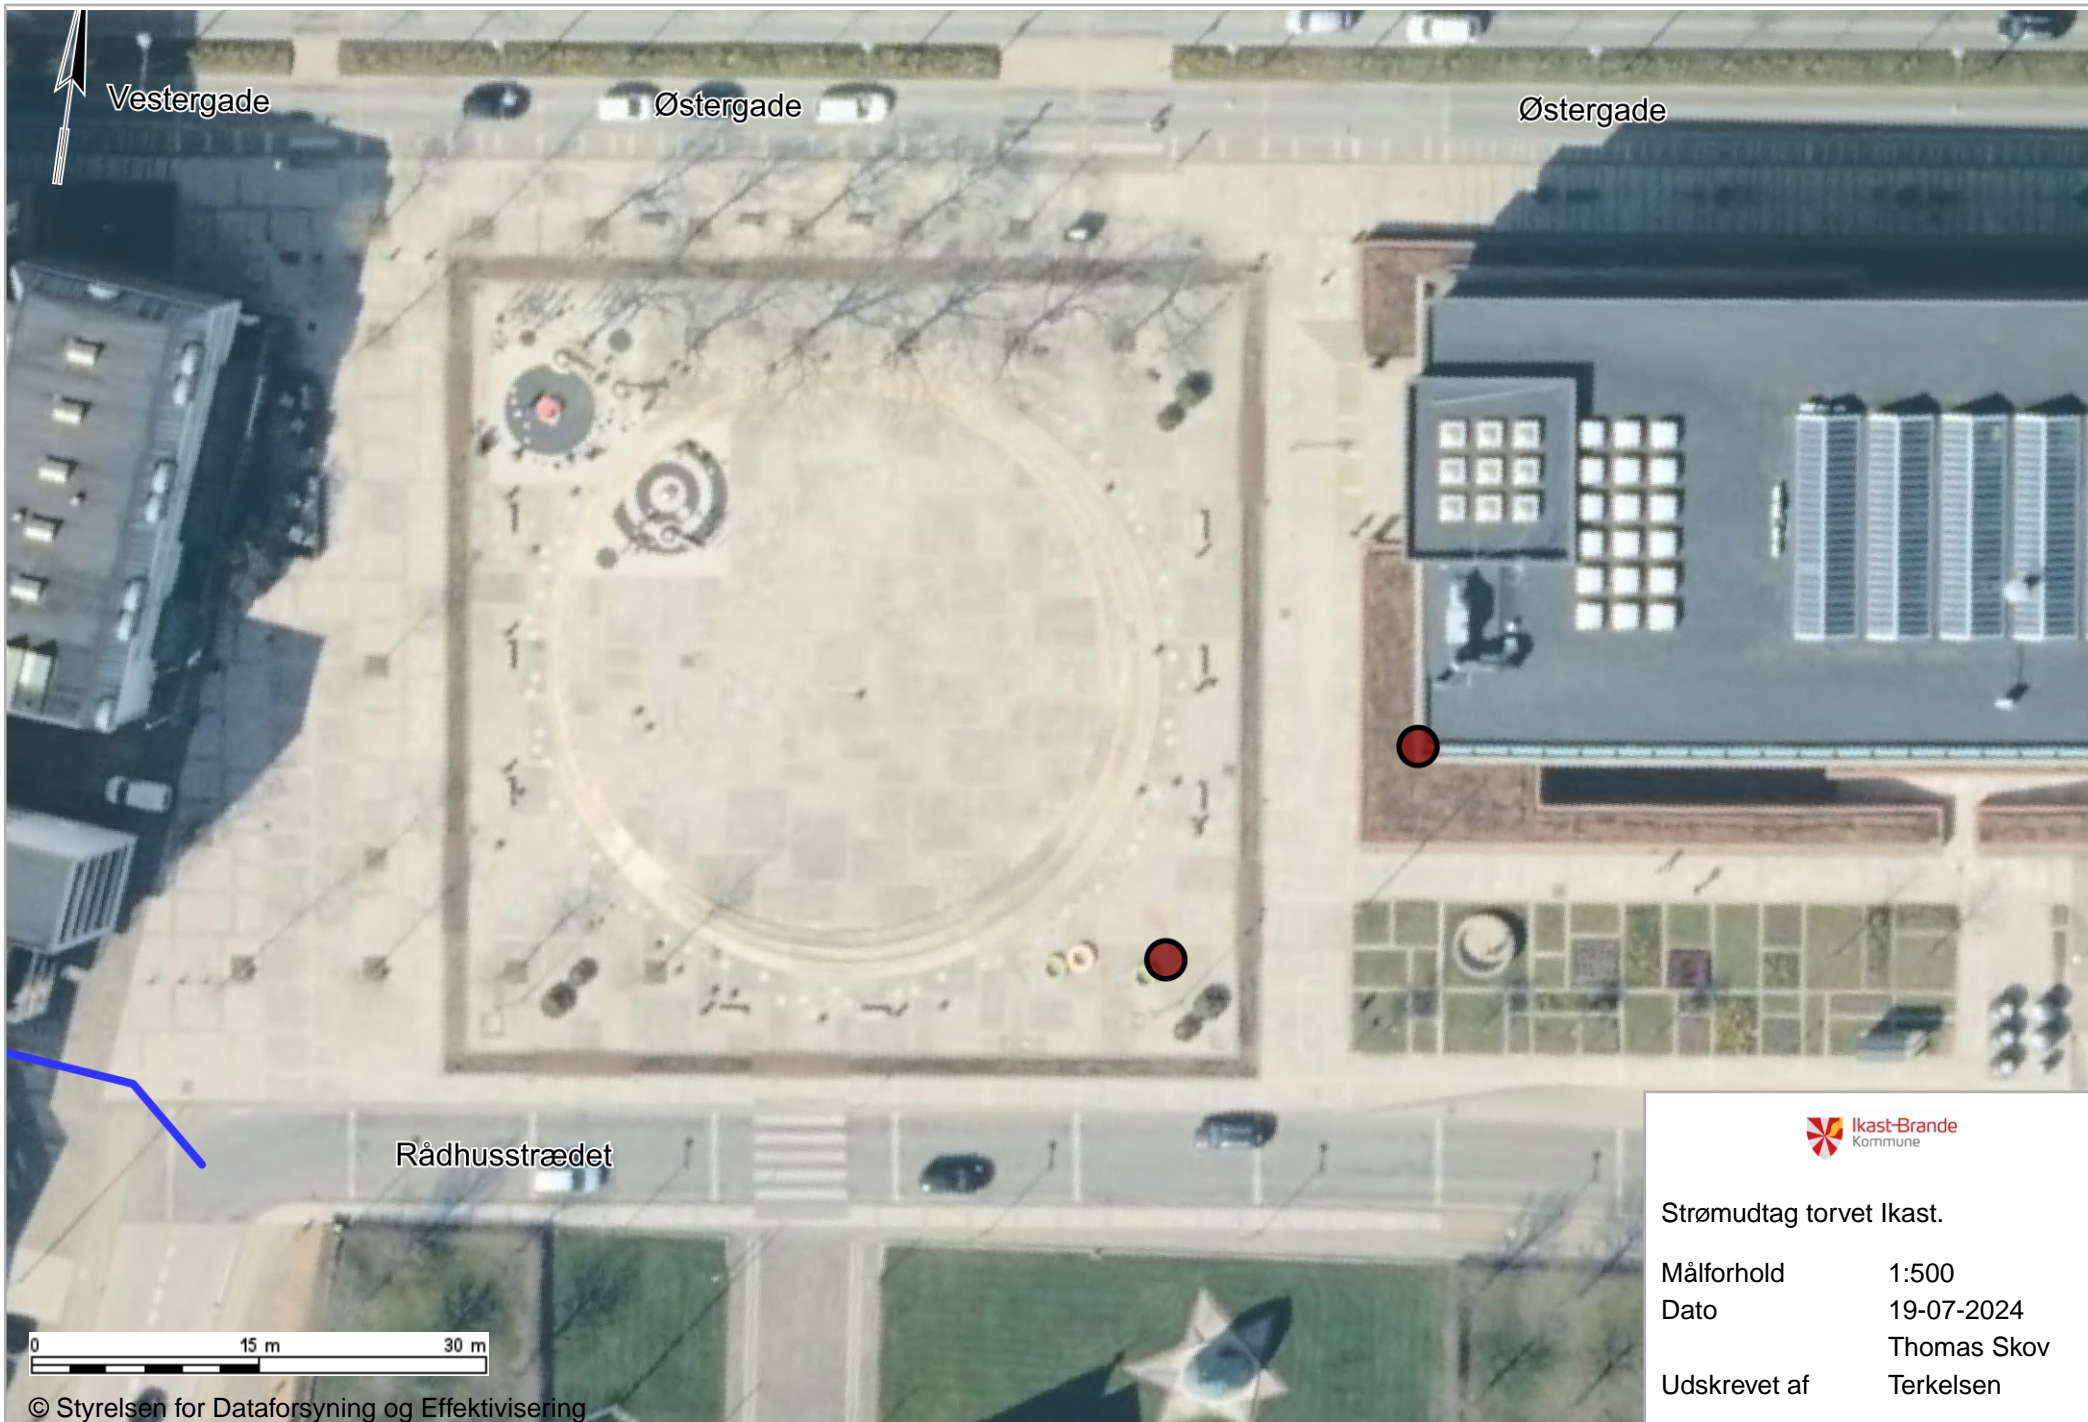 Vestergade
Østergade
Østergade
Rådhusstrædet
Ikast-Brande
Kommune
Strømudtag torvet Ikast.
Målforhold 1:500
Dato 19-07-2024
Thomas Skov
Udskrevet af Terkelsen
0 15 m 30 m
© Styrelsen for Dataforsyning og Effektivisering